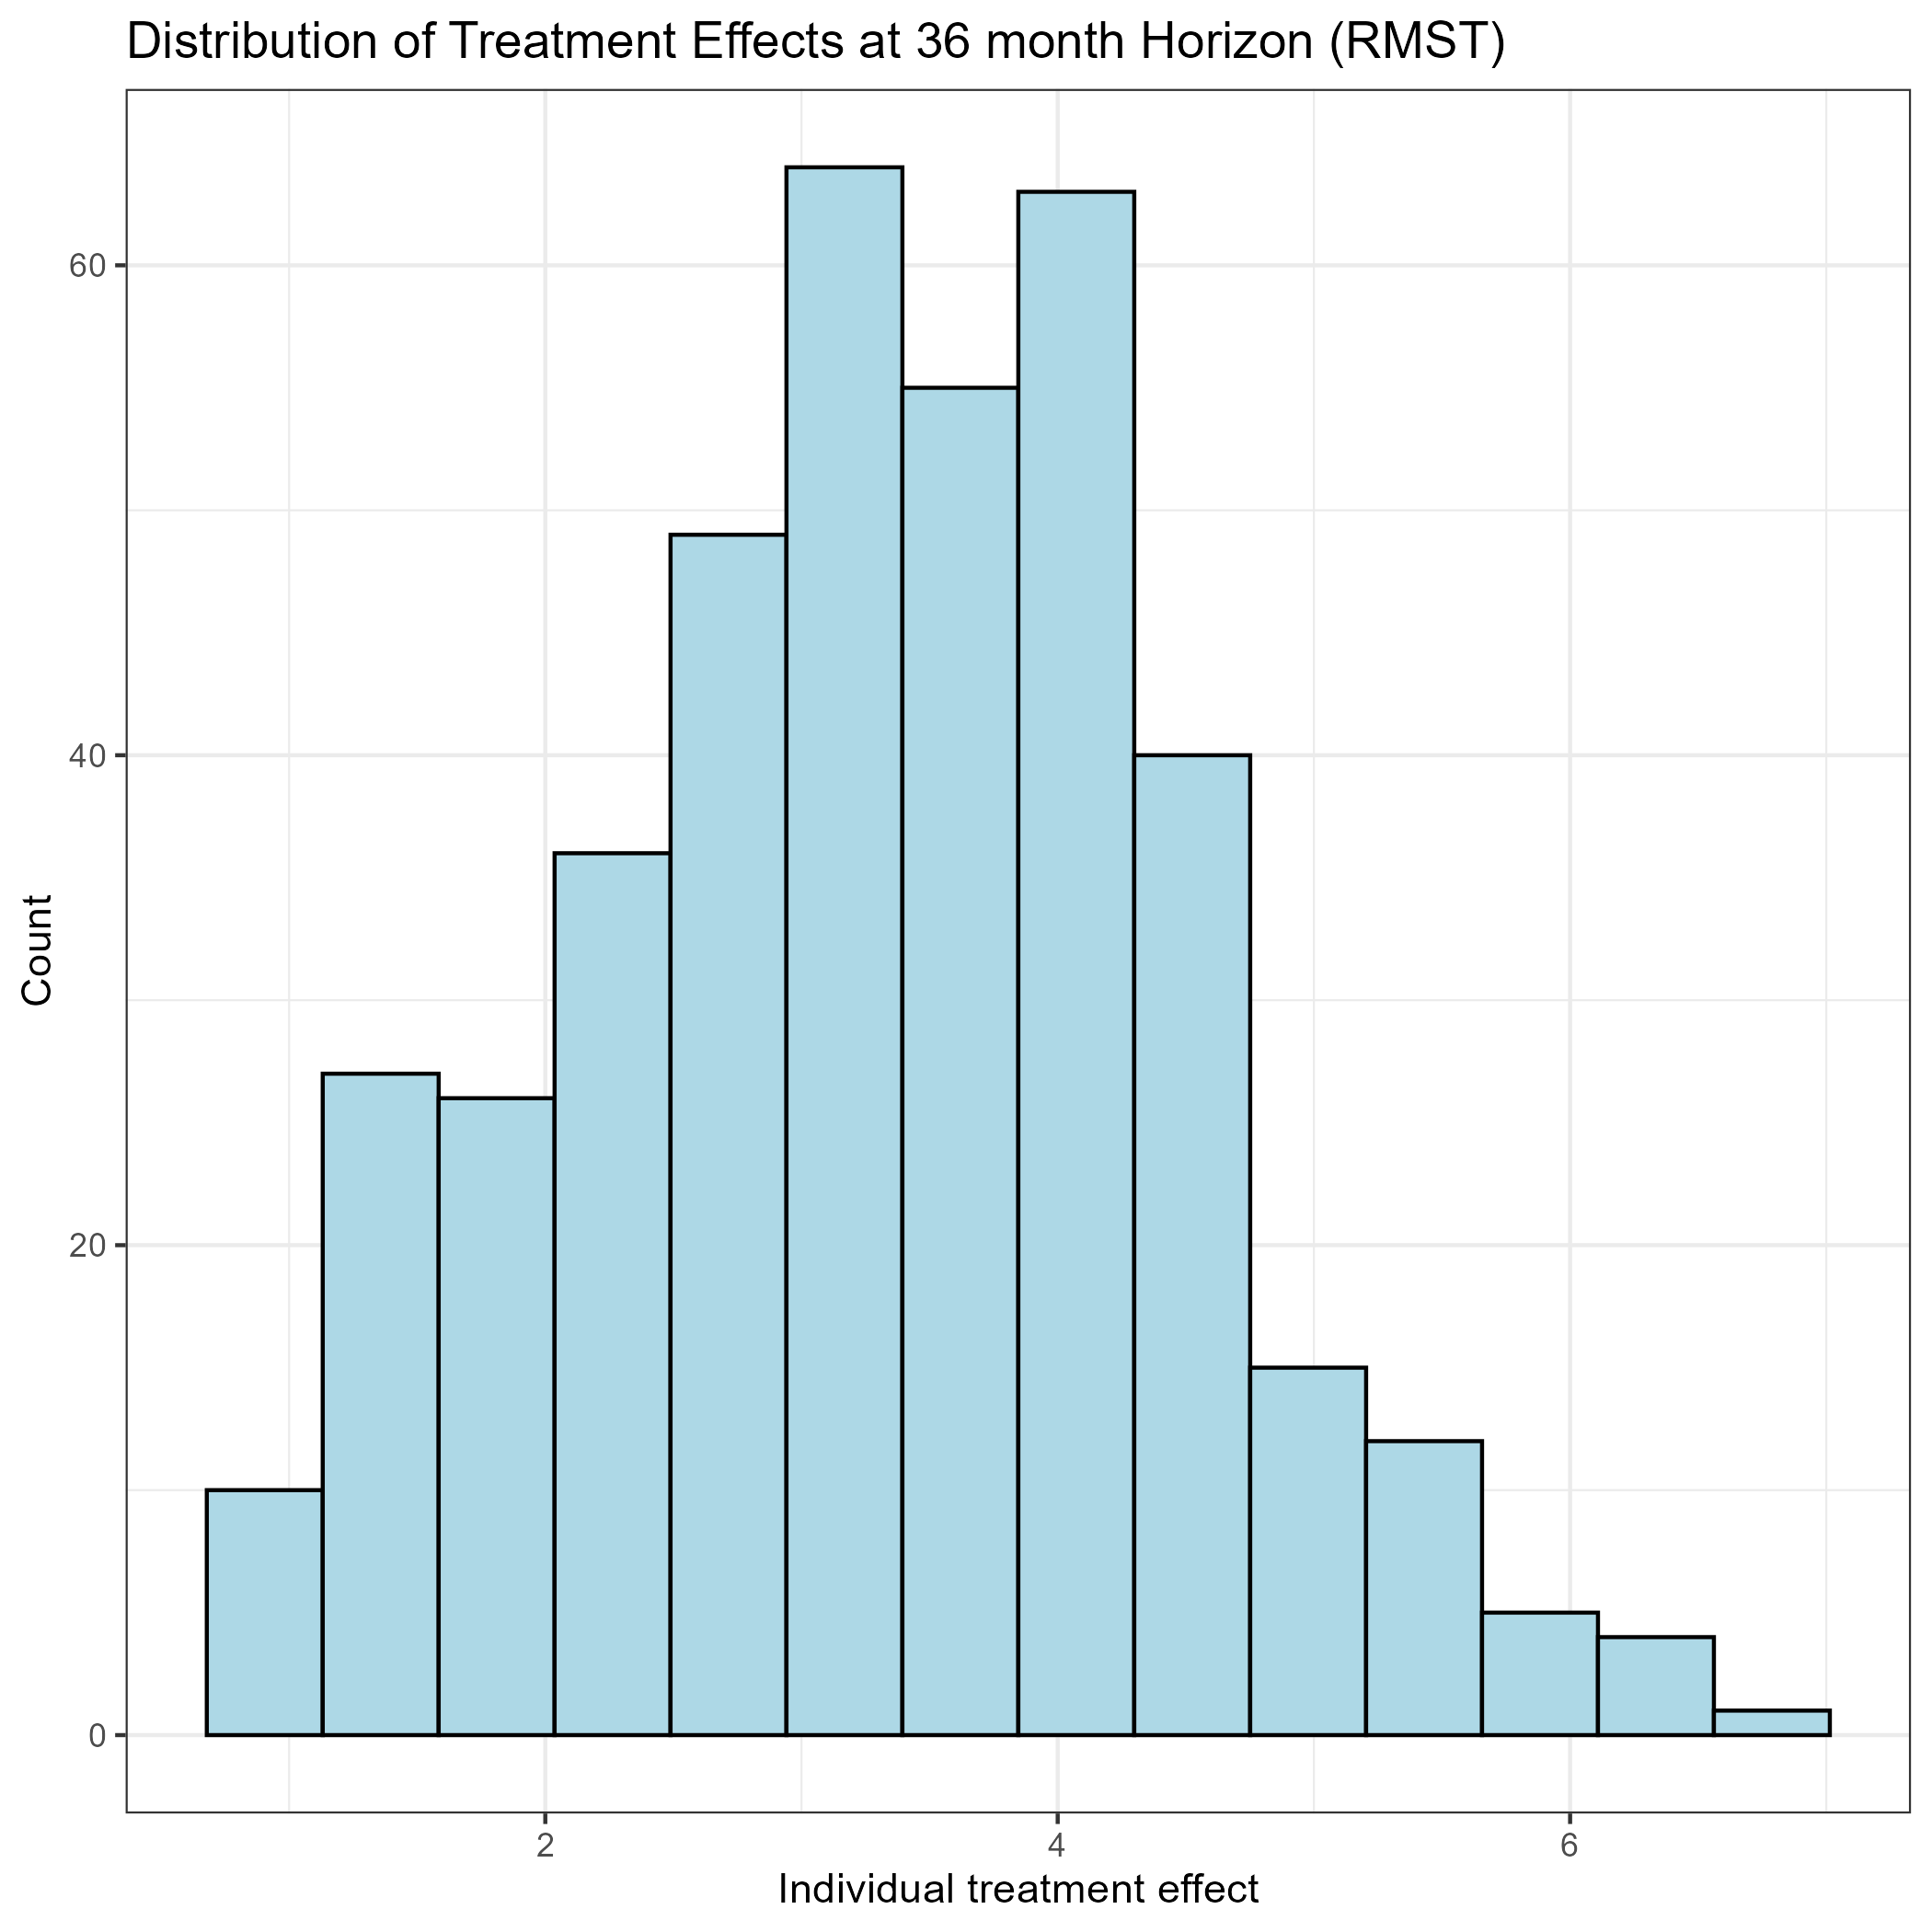 Distribution of Treatment Effects at 36 month Horizon (RMST)
60
40
20
0
Count
2
4
6
Individual treatment effect